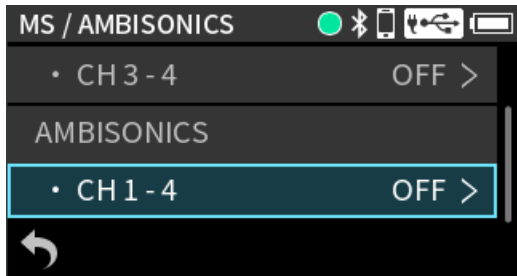 MS / AMBISONICS
・ CH 3 - 4 OFF >
AMBISONICS
・ CH 1 - 4 OFF >